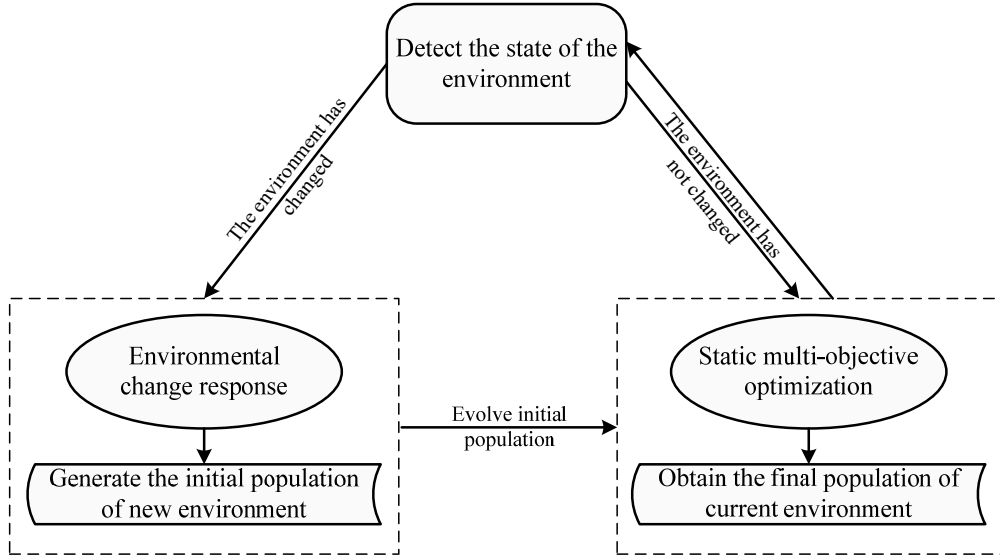 Detect the state of the
environment
The environment has
changed
The environment has
not changed
Environmental
change response
Static multi-objective
optimization
Evolve initial
population
Generate the initial population
of new environment
Obtain the final population of
current environment